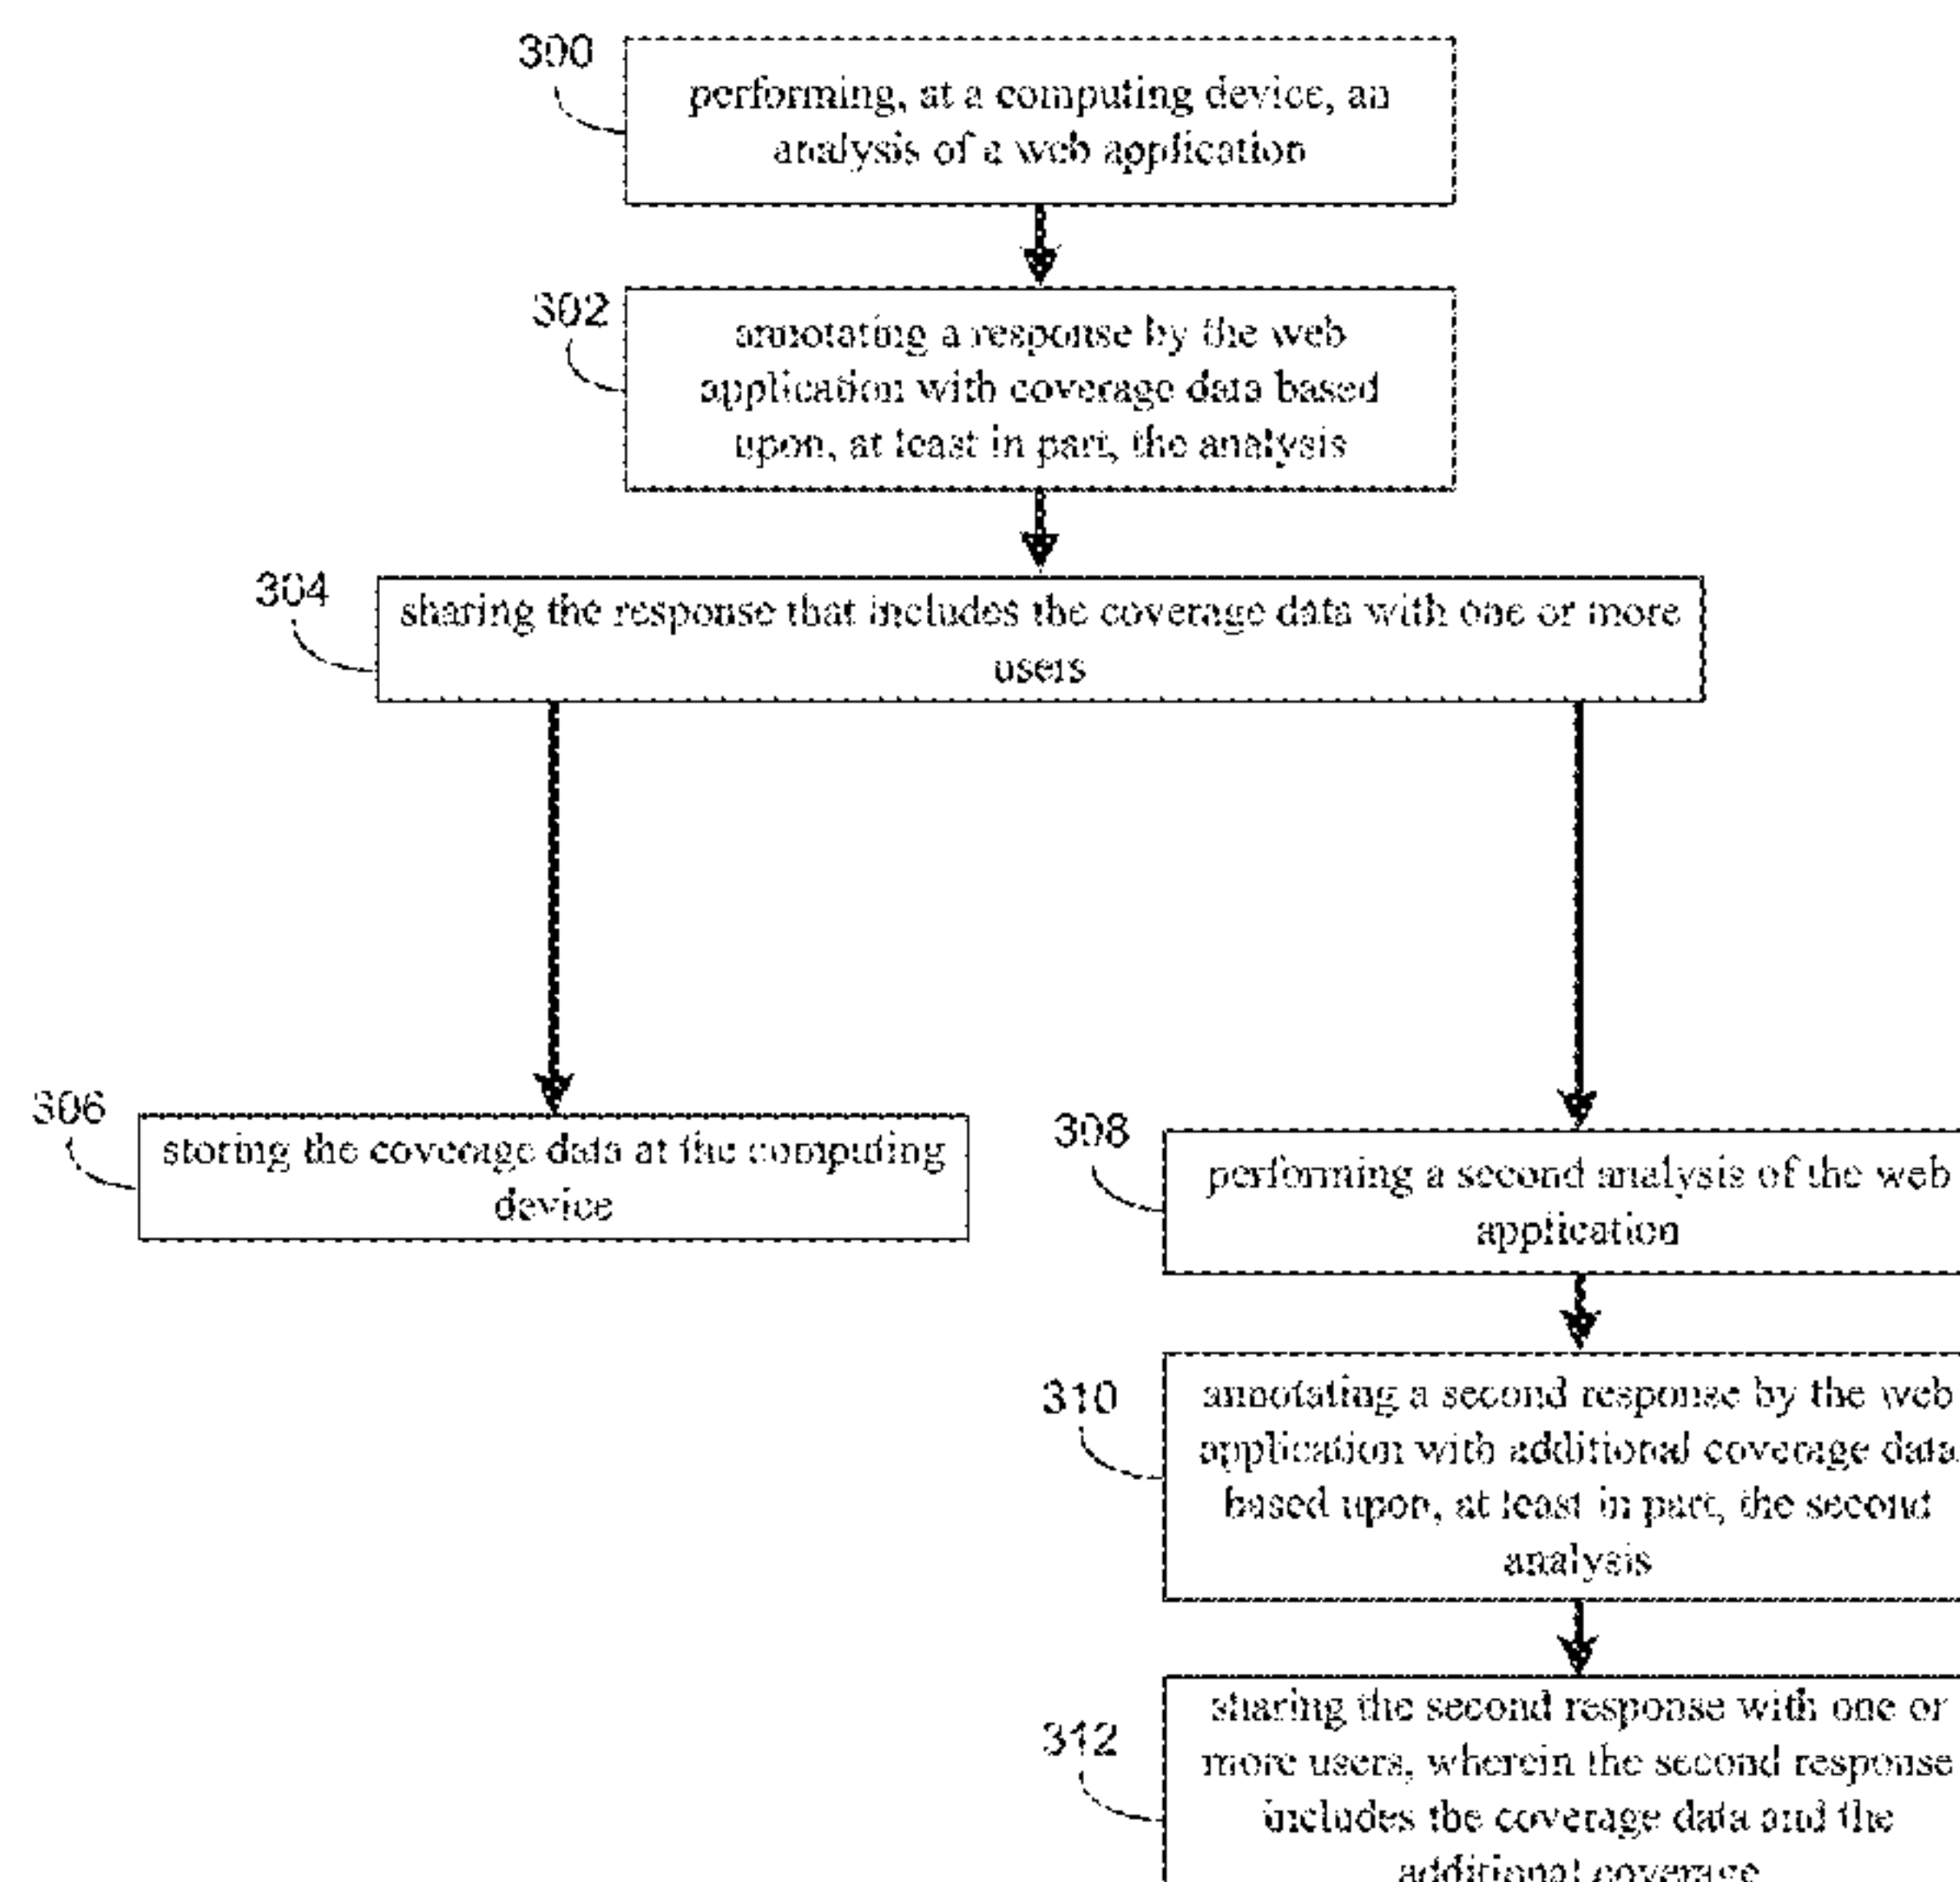 300
performing, at a computing device, an
analysis of a web application
302
annotating a response by the web
application with coverage data based
upon, at least in part, the analysis
304
sharing the response that includes the coverage data with one or more
users
306
storing the coverage data at the computing
device
308
performing a second analysis of the web
application
310
annotating a second response by the web
application with additional coverage data
based upon, at least in part, the second
analysis
312
sharing the second response with one or
more users, wherein the second response
includes the coverage data and the
additional coverage